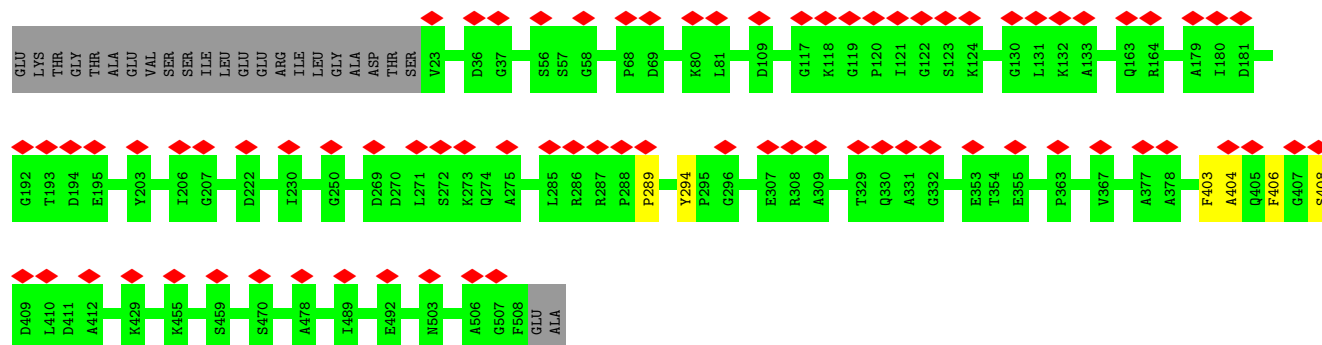 GLU LYS THR GLY THR ALA GLU VAL SER SER ILE LEU GLU GLU ARG ILE LEU GLY ALA ASP THR SER V23 D36 G37 S56 S57 G58 P68 D69 K80 L81 D109 G117 K118 G119 P120 I121 G122 S123 K124 G130 L131 K132 A133 Q163 R164 A179 I180 D181
G192 T193 D194 E195 Y203 I206 G207 D222 I230 G250 D269 D270 L271 S272 K273 Q274 A275 L285 R286 R287 P288 P289 Y294 P295 G296 E307 R308 A309 T329 Q330 A331 G332 E353 T354 E355 P363 V367 A377 A378 F403 A404 Q405 F406 G407 S408
D409 L410 D411 A412 K429 K455 S459 S470 A478 I489 E492 N503 A506 G507 F508 GLU ALA